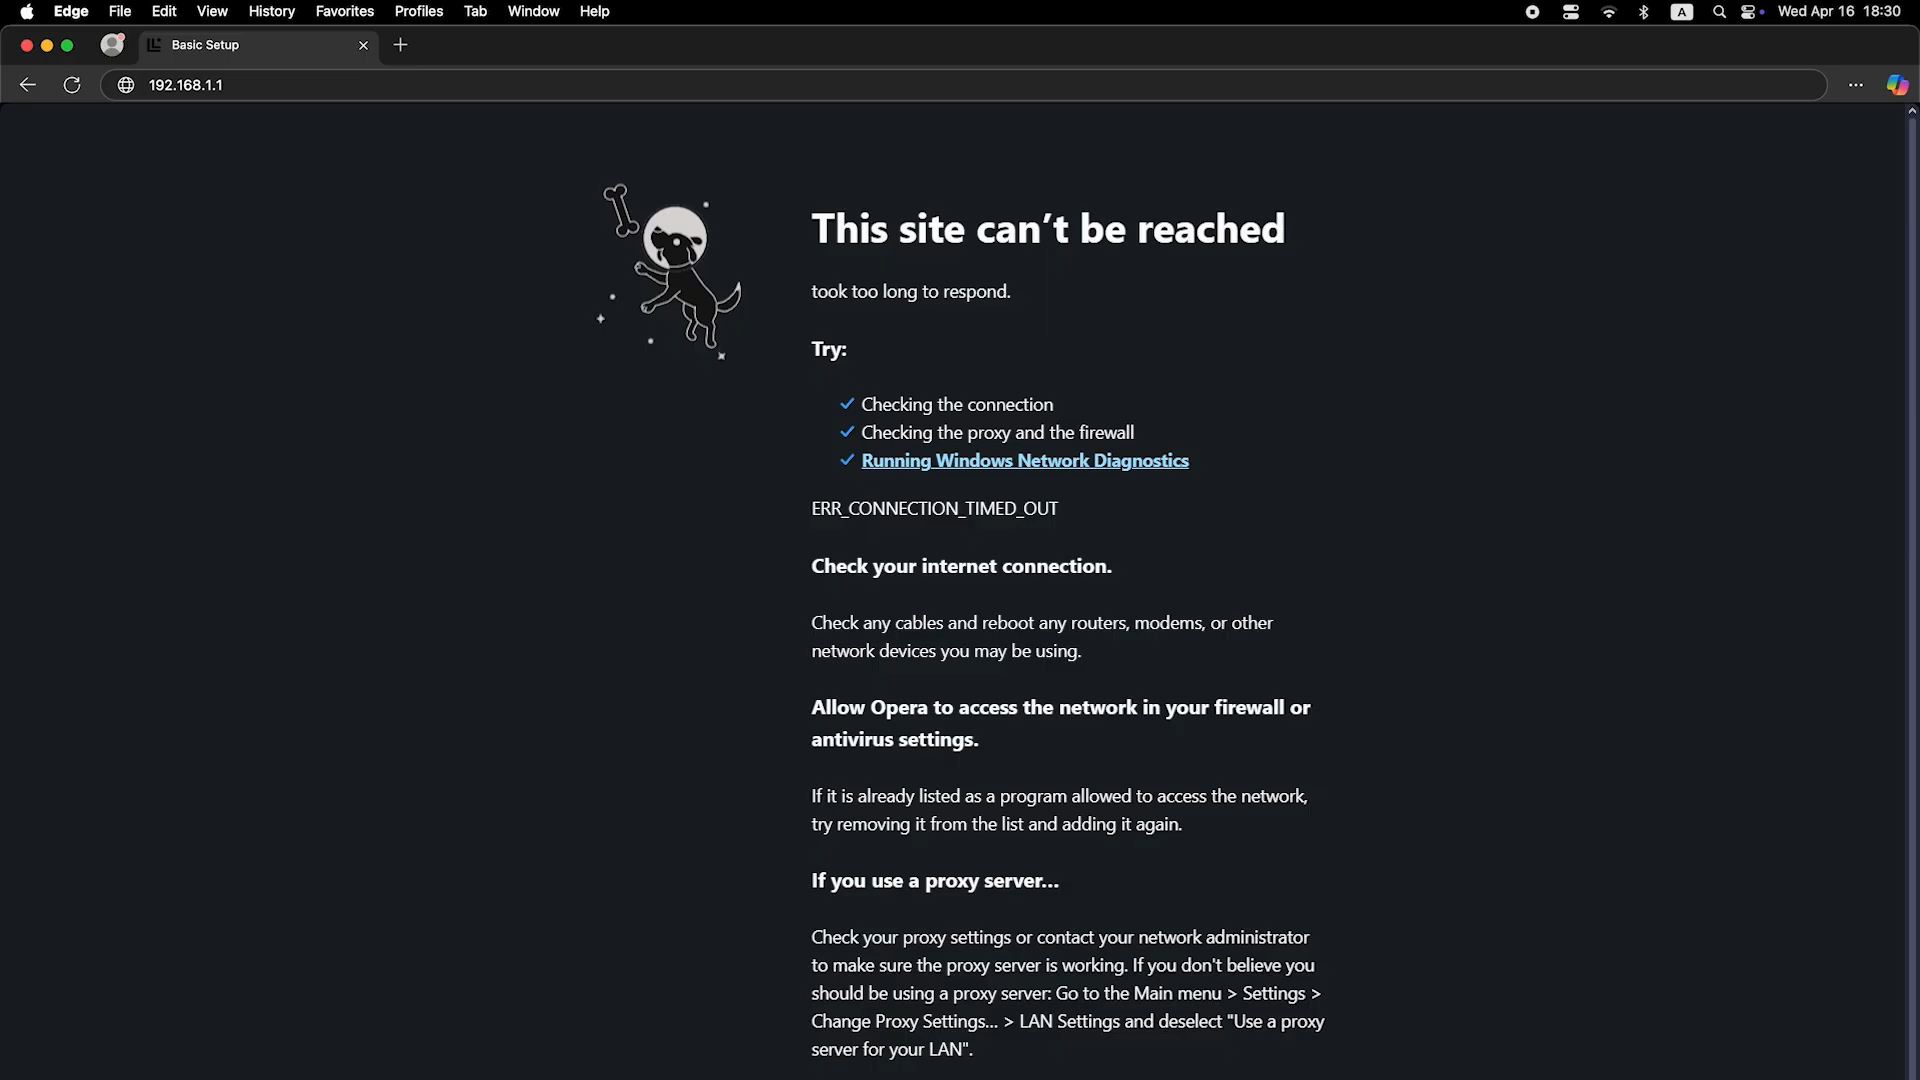 Edge File Edit View History Favorites Profiles Tab Window Help A Wed Apr 16 18:30
Basic Setup
192.168.1.1
This site can’t be reached
took too long to respond.
Try:
Checking the connection
Checking the proxy and the firewall
Running Windows Network Diagnostics
ERR_CONNECTION_TIMED_OUT
Check your internet connection.
Check any cables and reboot any routers, modems, or other
network devices you may be using.
Allow Opera to access the network in your firewall or
antivirus settings.
If it is already listed as a program allowed to access the network,
try removing it from the list and adding it again.
If you use a proxy server...
Check your proxy settings or contact your network administrator
to make sure the proxy server is working. If you don't believe you
should be using a proxy server: Go to the Main menu > Settings >
Change Proxy Settings... > LAN Settings and deselect "Use a proxy
server for your LAN".